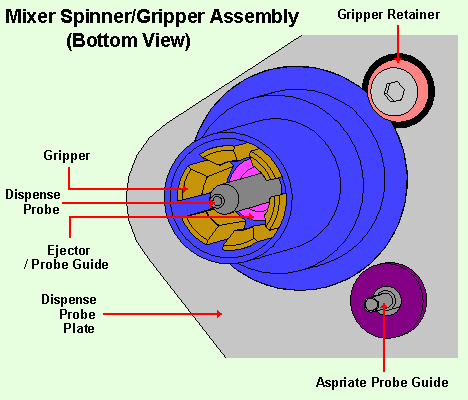 Mixer Spinner/Gripper Assembly
(Bottom View)
Gripper Retainer
Gripper
Dispense
Probe
Ejector
/ Probe Guide
Dispense
Probe
Plate
Aspriate Probe Guide